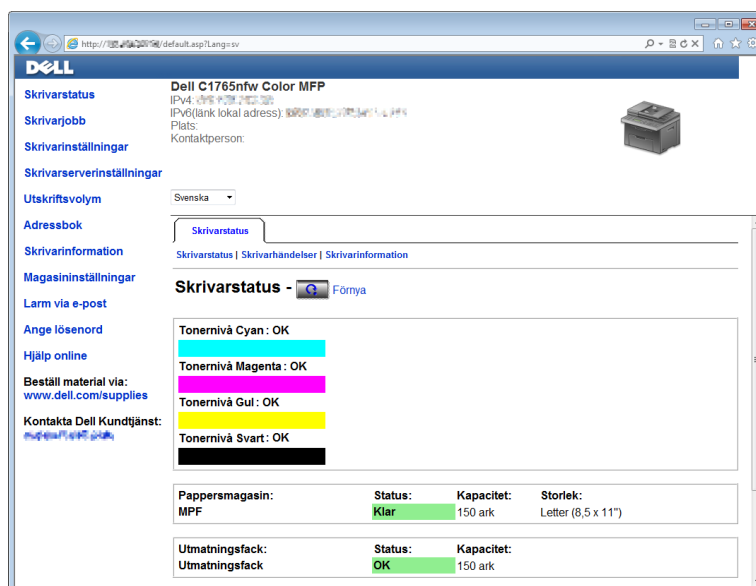 http:// /default.asp?Lang=sv
DELL
Skrivarstatus
Skrivarjobb
Skrivarinställningar
Skrivarserverinställningar
Utskriftsvolym
Adressbok
Skrivarinformation
Magasininställningar
Larm via e-post
Ange lösenord
Hjälp online
Beställ material via:
www.dell.com/supplies
Kontakta Dell Kundtjänst:
Dell C1765nfw Color MFP
IPv4:
IPv6(länk lokal adress):
Plats:
Kontaktperson:
Svenska
Skrivarstatus
Skrivarstatus | Skrivarhändelser | Skrivarinformation
Skrivarstatus - Förnya
Tonernivå Cyan : OK
Tonernivå Magenta : OK
Tonernivå Gul : OK
Tonernivå Svart : OK
Pappersmagasin: Status: Kapacitet: Storlek:
MPF Klar 150 ark Letter (8,5 x 11")
Utmatningsfack: Status: Kapacitet:
Utmatningsfack OK 150 ark